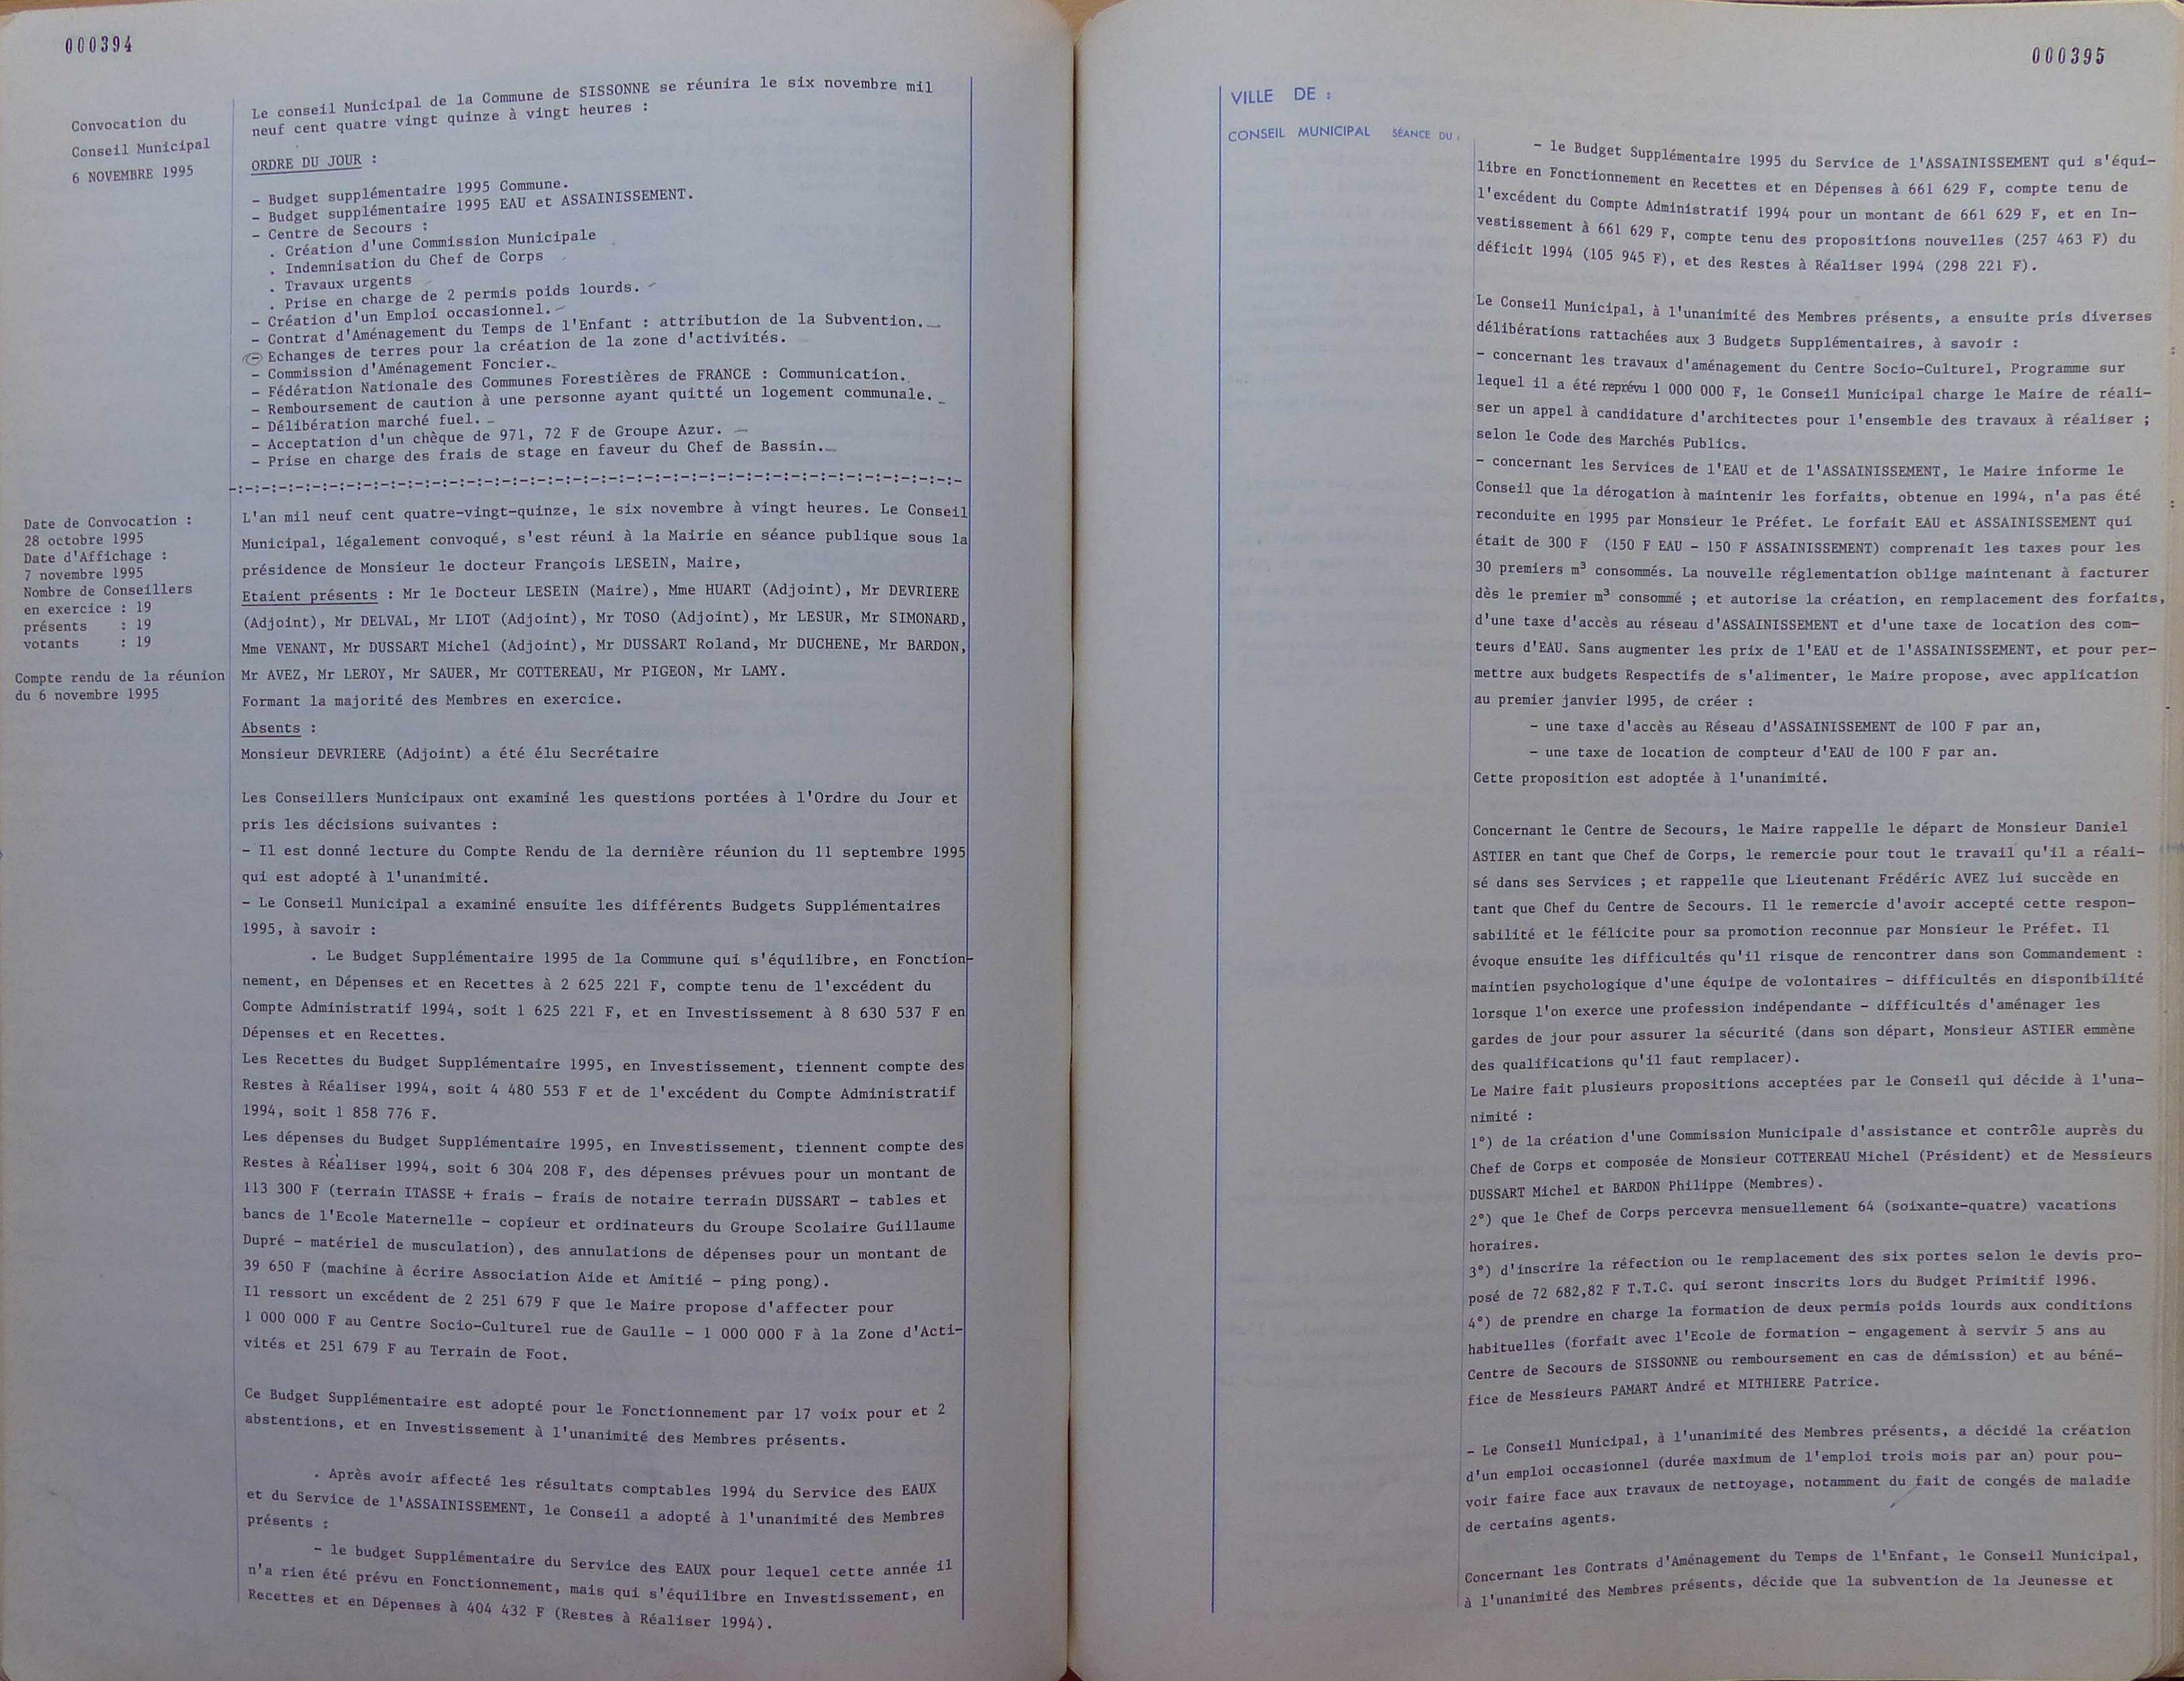 000394
Convocation du
Conseil Municipal
6 NOVEMBRE 1995
Le conseil Municipal de la Commune de SISSONNE se réunira le six novembre mil
neuf cent quatre vingt quinze à vingt heures :
ORDRE DU JOUR :
- Budget supplémentaire 1995 Commune.
- Budget supplémentaire 1995 EAU et ASSAINISSEMENT.
- Centre de Secours :
. Création d'une Commission Municipale
. Indemnisation du Chef de Corps
. Travaux urgents
. Prise en charge de 2 permis poids lourds.
- Création d'un Emploi occasionnel.
- Contrat d'Aménagement du Temps de l'Enfant : attribution de la Subvention.
- Echanges de terres pour la création de la zone d'activités.
- Commission d'Aménagement Foncier.
- Fédération Nationale des Communes Forestières de FRANCE : Communication.
- Remboursement de caution à une personne ayant quitté un logement communale.
- Délibération marché fuel.
- Acceptation d'un chèque de 971, 72 F de Groupe Azur.
- Prise en charge des frais de stage en faveur du Chef de Bassin.
-:-:-:-:-:-:-:-:-:-:-:-:-:-:-:-:-:-:-:-:-:-:-:-:-:-:-:-:-:-:-:-:-:-:-:-:-:-
Date de Convocation :
28 octobre 1995
Date d'Affichage :
7 novembre 1995
Nombre de Conseillers
en exercice : 19
présents : 19
votants : 19
Compte rendu de la réunion
du 6 novembre 1995
L'an mil neuf cent quatre-vingt-quinze, le six novembre à vingt heures. Le Conseil
Municipal, légalement convoqué, s'est réuni à la Mairie en séance publique sous la
présidence de Monsieur le docteur François LESEIN, Maire,
Etaient présents : Mr le Docteur LESEIN (Maire), Mme HUART (Adjoint), Mr DEVRIERE
(Adjoint), Mr DELVAL, Mr LIOT (Adjoint), Mr TOSO (Adjoint), Mr LESUR, Mr SIMONARD,
Mme VENANT, Mr DUSSART Michel (Adjoint), Mr DUSSART Roland, Mr DUCHENE, Mr BARDON,
Mr AVEZ, Mr LEROY, Mr SAUER, Mr COTTEREAU, Mr PIGEON, Mr LAMY.
Formant la majorité des Membres en exercice.
Absents :
Monsieur DEVRIERE (Adjoint) a été élu Secrétaire
Les Conseillers Municipaux ont examiné les questions portées à l'Ordre du Jour et
pris les décisions suivantes :
- Il est donné lecture du Compte Rendu de la dernière réunion du 11 septembre 1995
qui est adopté à l'unanimité.
- Le Conseil Municipal a examiné ensuite les différents Budgets Supplémentaires
1995, à savoir :
. Le Budget Supplémentaire 1995 de la Commune qui s'équilibre, en Fonction-
nement, en Dépenses et en Recettes à 2 625 221 F, compte tenu de l'excédent du
Compte Administratif 1994, soit 1 625 221 F, et en Investissement à 8 630 537 F en
Dépenses et en Recettes.
Les Recettes du Budget Supplémentaire 1995, en Investissement, tiennent compte des
Restes à Réaliser 1994, soit 4 480 553 F et de l'excédent du Compte Administratif
1994, soit 1 858 776 F.
Les dépenses du Budget Supplémentaire 1995, en Investissement, tiennent compte des
Restes à Réaliser 1994, soit 6 304 208 F, des dépenses prévues pour un montant de
113 300 F (terrain ITASSE + frais - frais de notaire terrain DUSSART - tables et
bancs de l'Ecole Maternelle - copieur et ordinateurs du Groupe Scolaire Guillaume
Dupré - matériel de musculation), des annulations de dépenses pour un montant de
39 650 F (machine à écrire Association Aide et Amitié - ping pong).
Il ressort un excédent de 2 251 679 F que le Maire propose d'affecter pour
1 000 000 F au Centre Socio-Culturel rue de Gaulle - 1 000 000 F à la Zone d'Acti-
vités et 251 679 F au Terrain de Foot.
Ce Budget Supplémentaire est adopté pour le Fonctionnement par 17 voix pour et 2
abstentions, et en Investissement à l'unanimité des Membres présents.
. Après avoir affecté les résultats comptables 1994 du Service des EAUX
et du Service de l'ASSAINISSEMENT, le Conseil a adopté à l'unanimité des Membres
présents :
- le budget Supplémentaire du Service des EAUX pour lequel cette année il
n'a rien été prévu en Fonctionnement, mais qui s'équilibre en Investissement, en
Recettes et en Dépenses à 404 432 F (Restes à Réaliser 1994).
000395
VILLE DE :
CONSEIL MUNICIPAL SÉANCE DU :
- le Budget Supplémentaire 1995 du Service de l'ASSAINISSEMENT qui s'équi-
libre en Fonctionnement en Recettes et en Dépenses à 661 629 F, compte tenu de
l'excédent du Compte Administratif 1994 pour un montant de 661 629 F, et en In-
vestissement à 661 629 F, compte tenu des propositions nouvelles (257 463 F) du
déficit 1994 (105 945 F), et des Restes à Réaliser 1994 (298 221 F).
Le Conseil Municipal, à l'unanimité des Membres présents, a ensuite pris diverses
délibérations rattachées aux 3 Budgets Supplémentaires, à savoir :
- concernant les travaux d'aménagement du Centre Socio-Culturel, Programme sur
lequel il a été reprévu 1 000 000 F, le Conseil Municipal charge le Maire de réali-
ser un appel à candidature d'architectes pour l'ensemble des travaux à réaliser ;
selon le Code des Marchés Publics.
- concernant les Services de l'EAU et de l'ASSAINISSEMENT, le Maire informe le
Conseil que la dérogation à maintenir les forfaits, obtenue en 1994, n'a pas été
reconduite en 1995 par Monsieur le Préfet. Le forfait EAU et ASSAINISSEMENT qui
était de 300 F (150 F EAU - 150 F ASSAINISSEMENT) comprenait les taxes pour les
30 premiers m³ consommés. La nouvelle réglementation oblige maintenant à facturer
dès le premier m³ consommé ; et autorise la création, en remplacement des forfaits,
d'une taxe d'accès au réseau d'ASSAINISSEMENT et d'une taxe de location des com-
teurs d'EAU. Sans augmenter les prix de l'EAU et de l'ASSAINISSEMENT, et pour per-
mettre aux budgets Respectifs de s'alimenter, le Maire propose, avec application
au premier janvier 1995, de créer :
- une taxe d'accès au Réseau d'ASSAINISSEMENT de 100 F par an,
- une taxe de location de compteur d'EAU de 100 F par an.
Cette proposition est adoptée à l'unanimité.
Concernant le Centre de Secours, le Maire rappelle le départ de Monsieur Daniel
ASTIER en tant que Chef de Corps, le remercie pour tout le travail qu'il a réali-
sé dans ses Services ; et rappelle que Lieutenant Frédéric AVEZ lui succède en
tant que Chef du Centre de Secours. Il le remercie d'avoir accepté cette respon-
sabilité et le félicite pour sa promotion reconnue par Monsieur le Préfet. Il
évoque ensuite les difficultés qu'il risque de rencontrer dans son Commandement :
maintien psychologique d'une équipe de volontaires - difficultés en disponibilité
lorsque l'on exerce une profession indépendante - difficultés d'aménager les
gardes de jour pour assurer la sécurité (dans son départ, Monsieur ASTIER emmène
des qualifications qu'il faut remplacer).
Le Maire fait plusieurs propositions acceptées par le Conseil qui décide à l'una-
nimité :
1°) de la création d'une Commission Municipale d'assistance et contrôle auprès du
Chef de Corps et composée de Monsieur COTTEREAU Michel (Président) et de Messieurs
DUSSART Michel et BARDON Philippe (Membres).
2°) que le Chef de Corps percevra mensuellement 64 (soixante-quatre) vacations
horaires.
3°) d'inscrire la réfection ou le remplacement des six portes selon le devis pro-
posé de 72 682,82 F T.T.C. qui seront inscrits lors du Budget Primitif 1996.
4°) de prendre en charge la formation de deux permis poids lourds aux conditions
habituelles (forfait avec l'Ecole de formation - engagement à servir 5 ans au
Centre de Secours de SISSONNE ou remboursement en cas de démission) et au béné-
fice de Messieurs PAMART André et MITHIERE Patrice.
- Le Conseil Municipal, à l'unanimité des Membres présents, a décidé la création
d'un emploi occasionnel (durée maximum de l'emploi trois mois par an) pour pou-
voir faire face aux travaux de nettoyage, notamment du fait de congés de maladie
de certains agents.
Concernant les Contrats d'Aménagement du Temps de l'Enfant, le Conseil Municipal,
à l'unanimité des Membres présents, décide que la subvention de la Jeunesse et